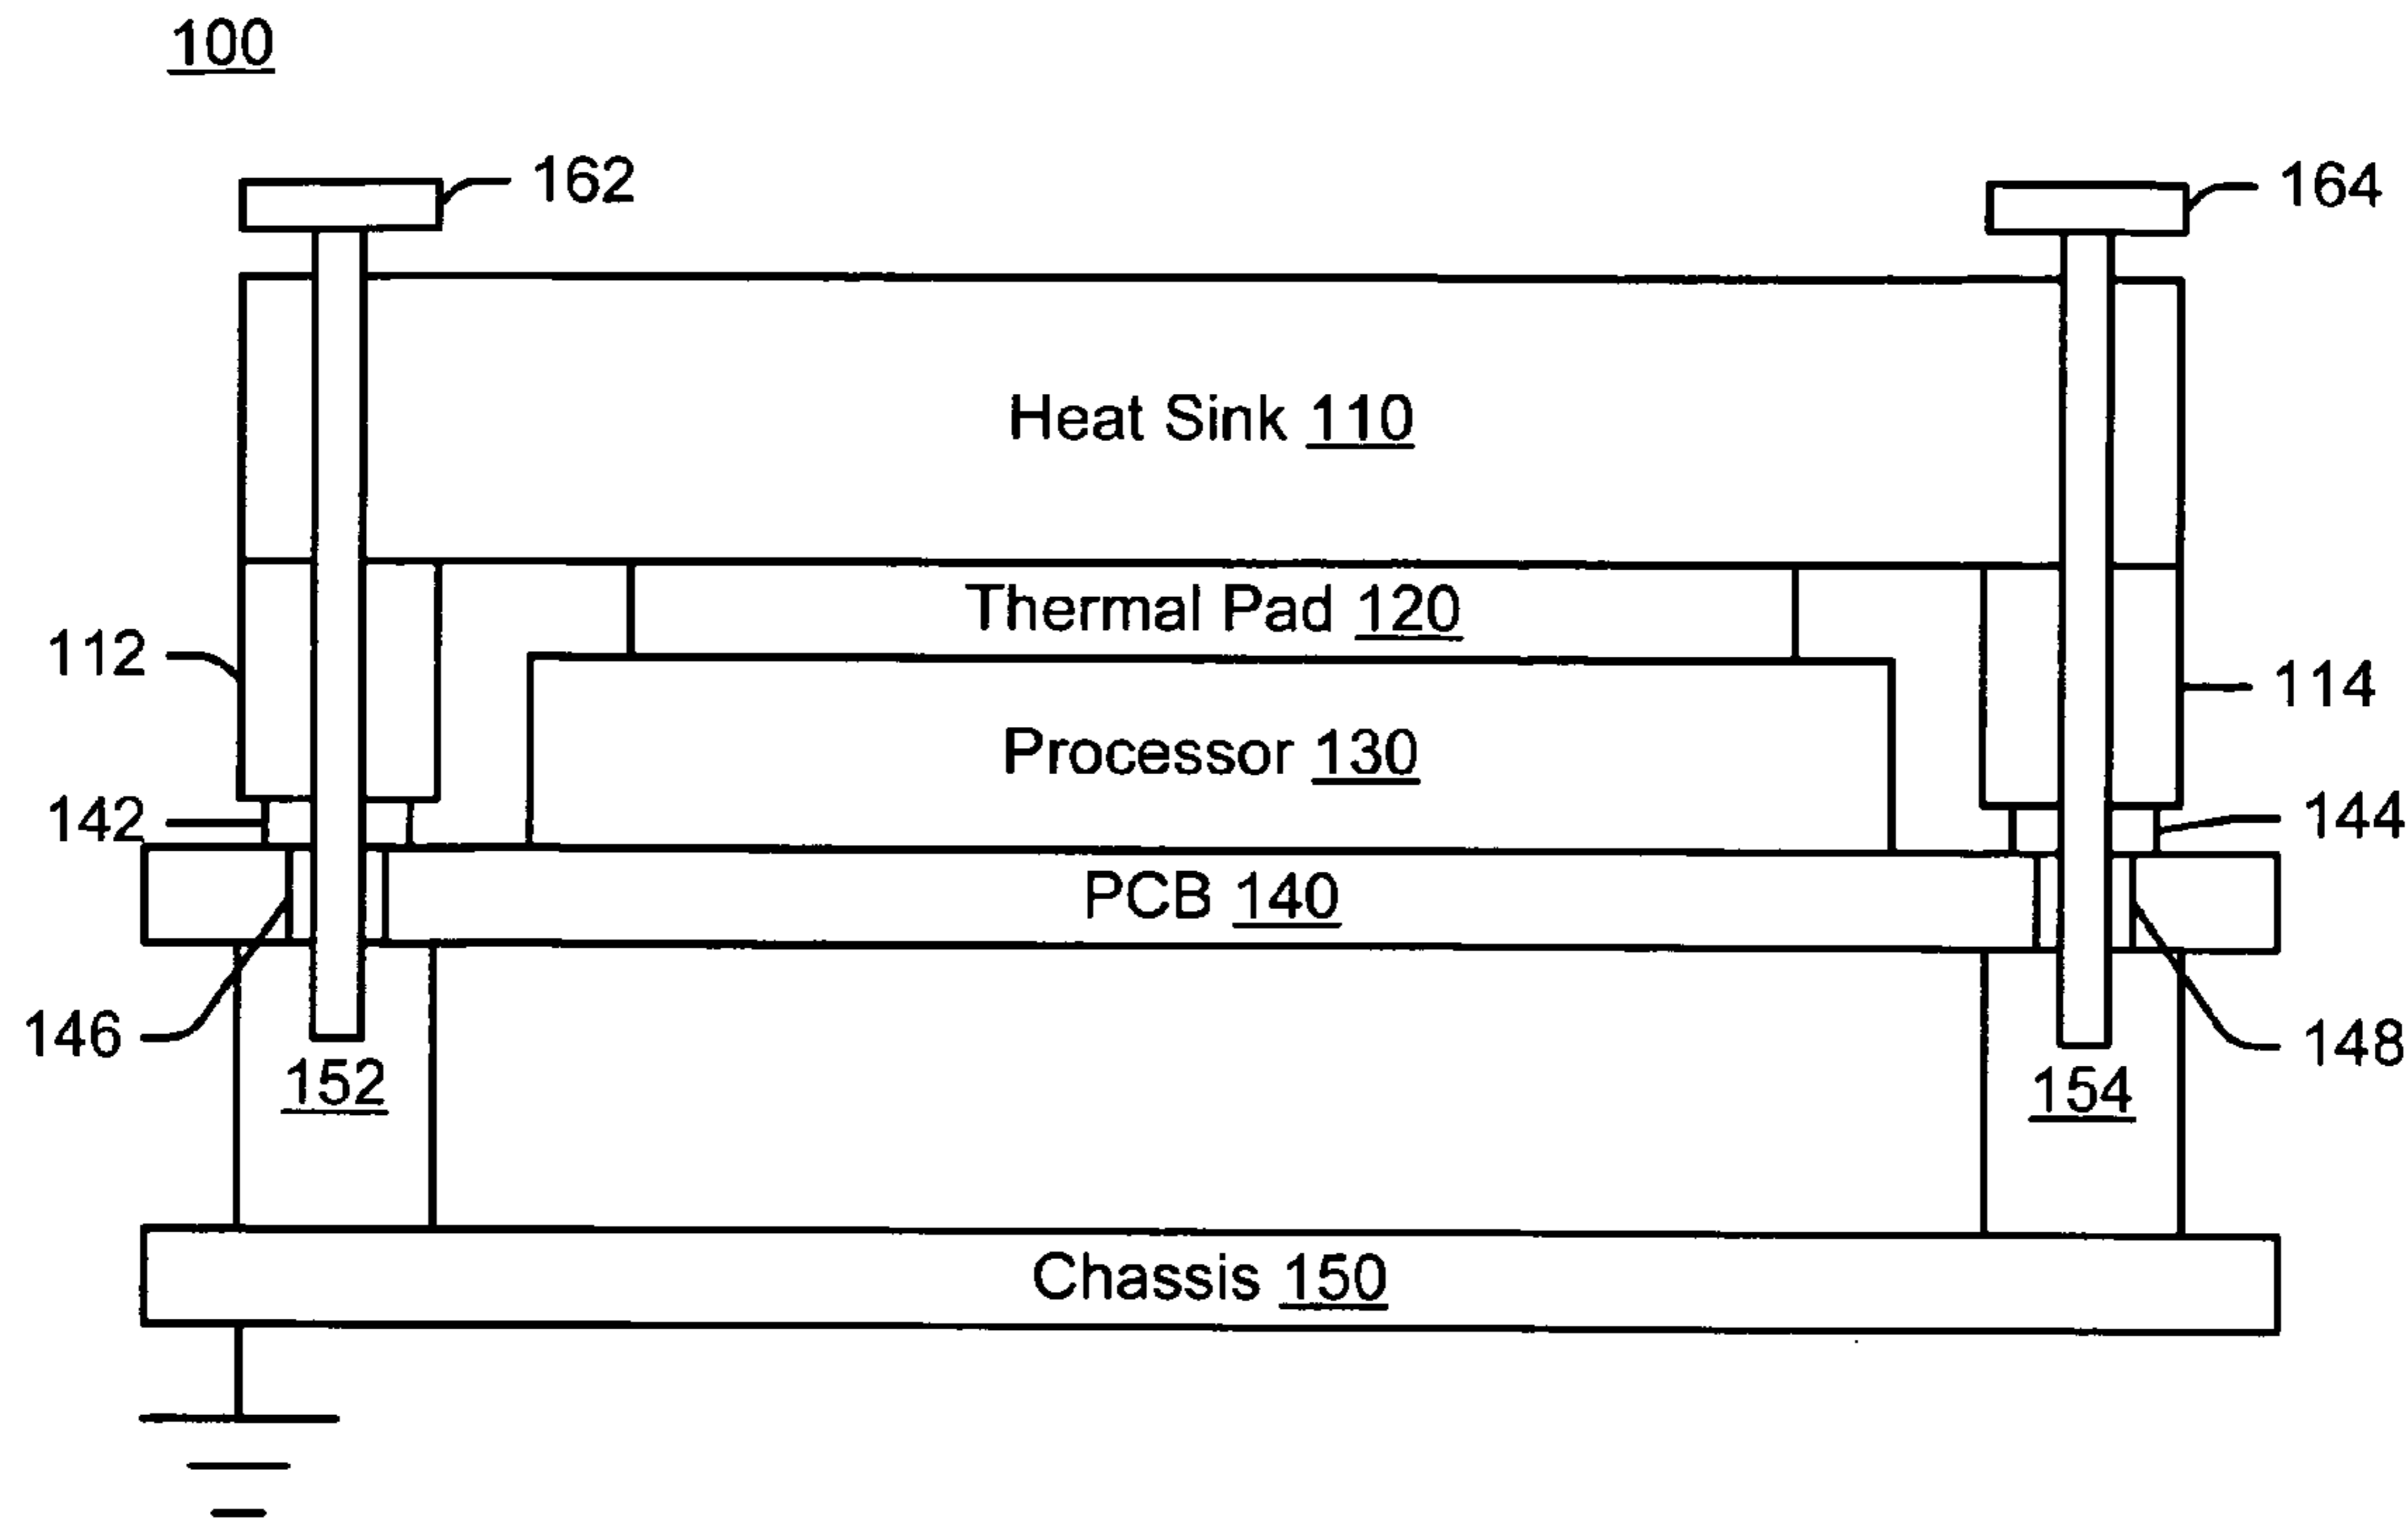 100
162
164
Heat Sink 110
Thermal Pad 120
112
114
Processor 130
142
144
PCB 140
146
148
152
154
Chassis 150